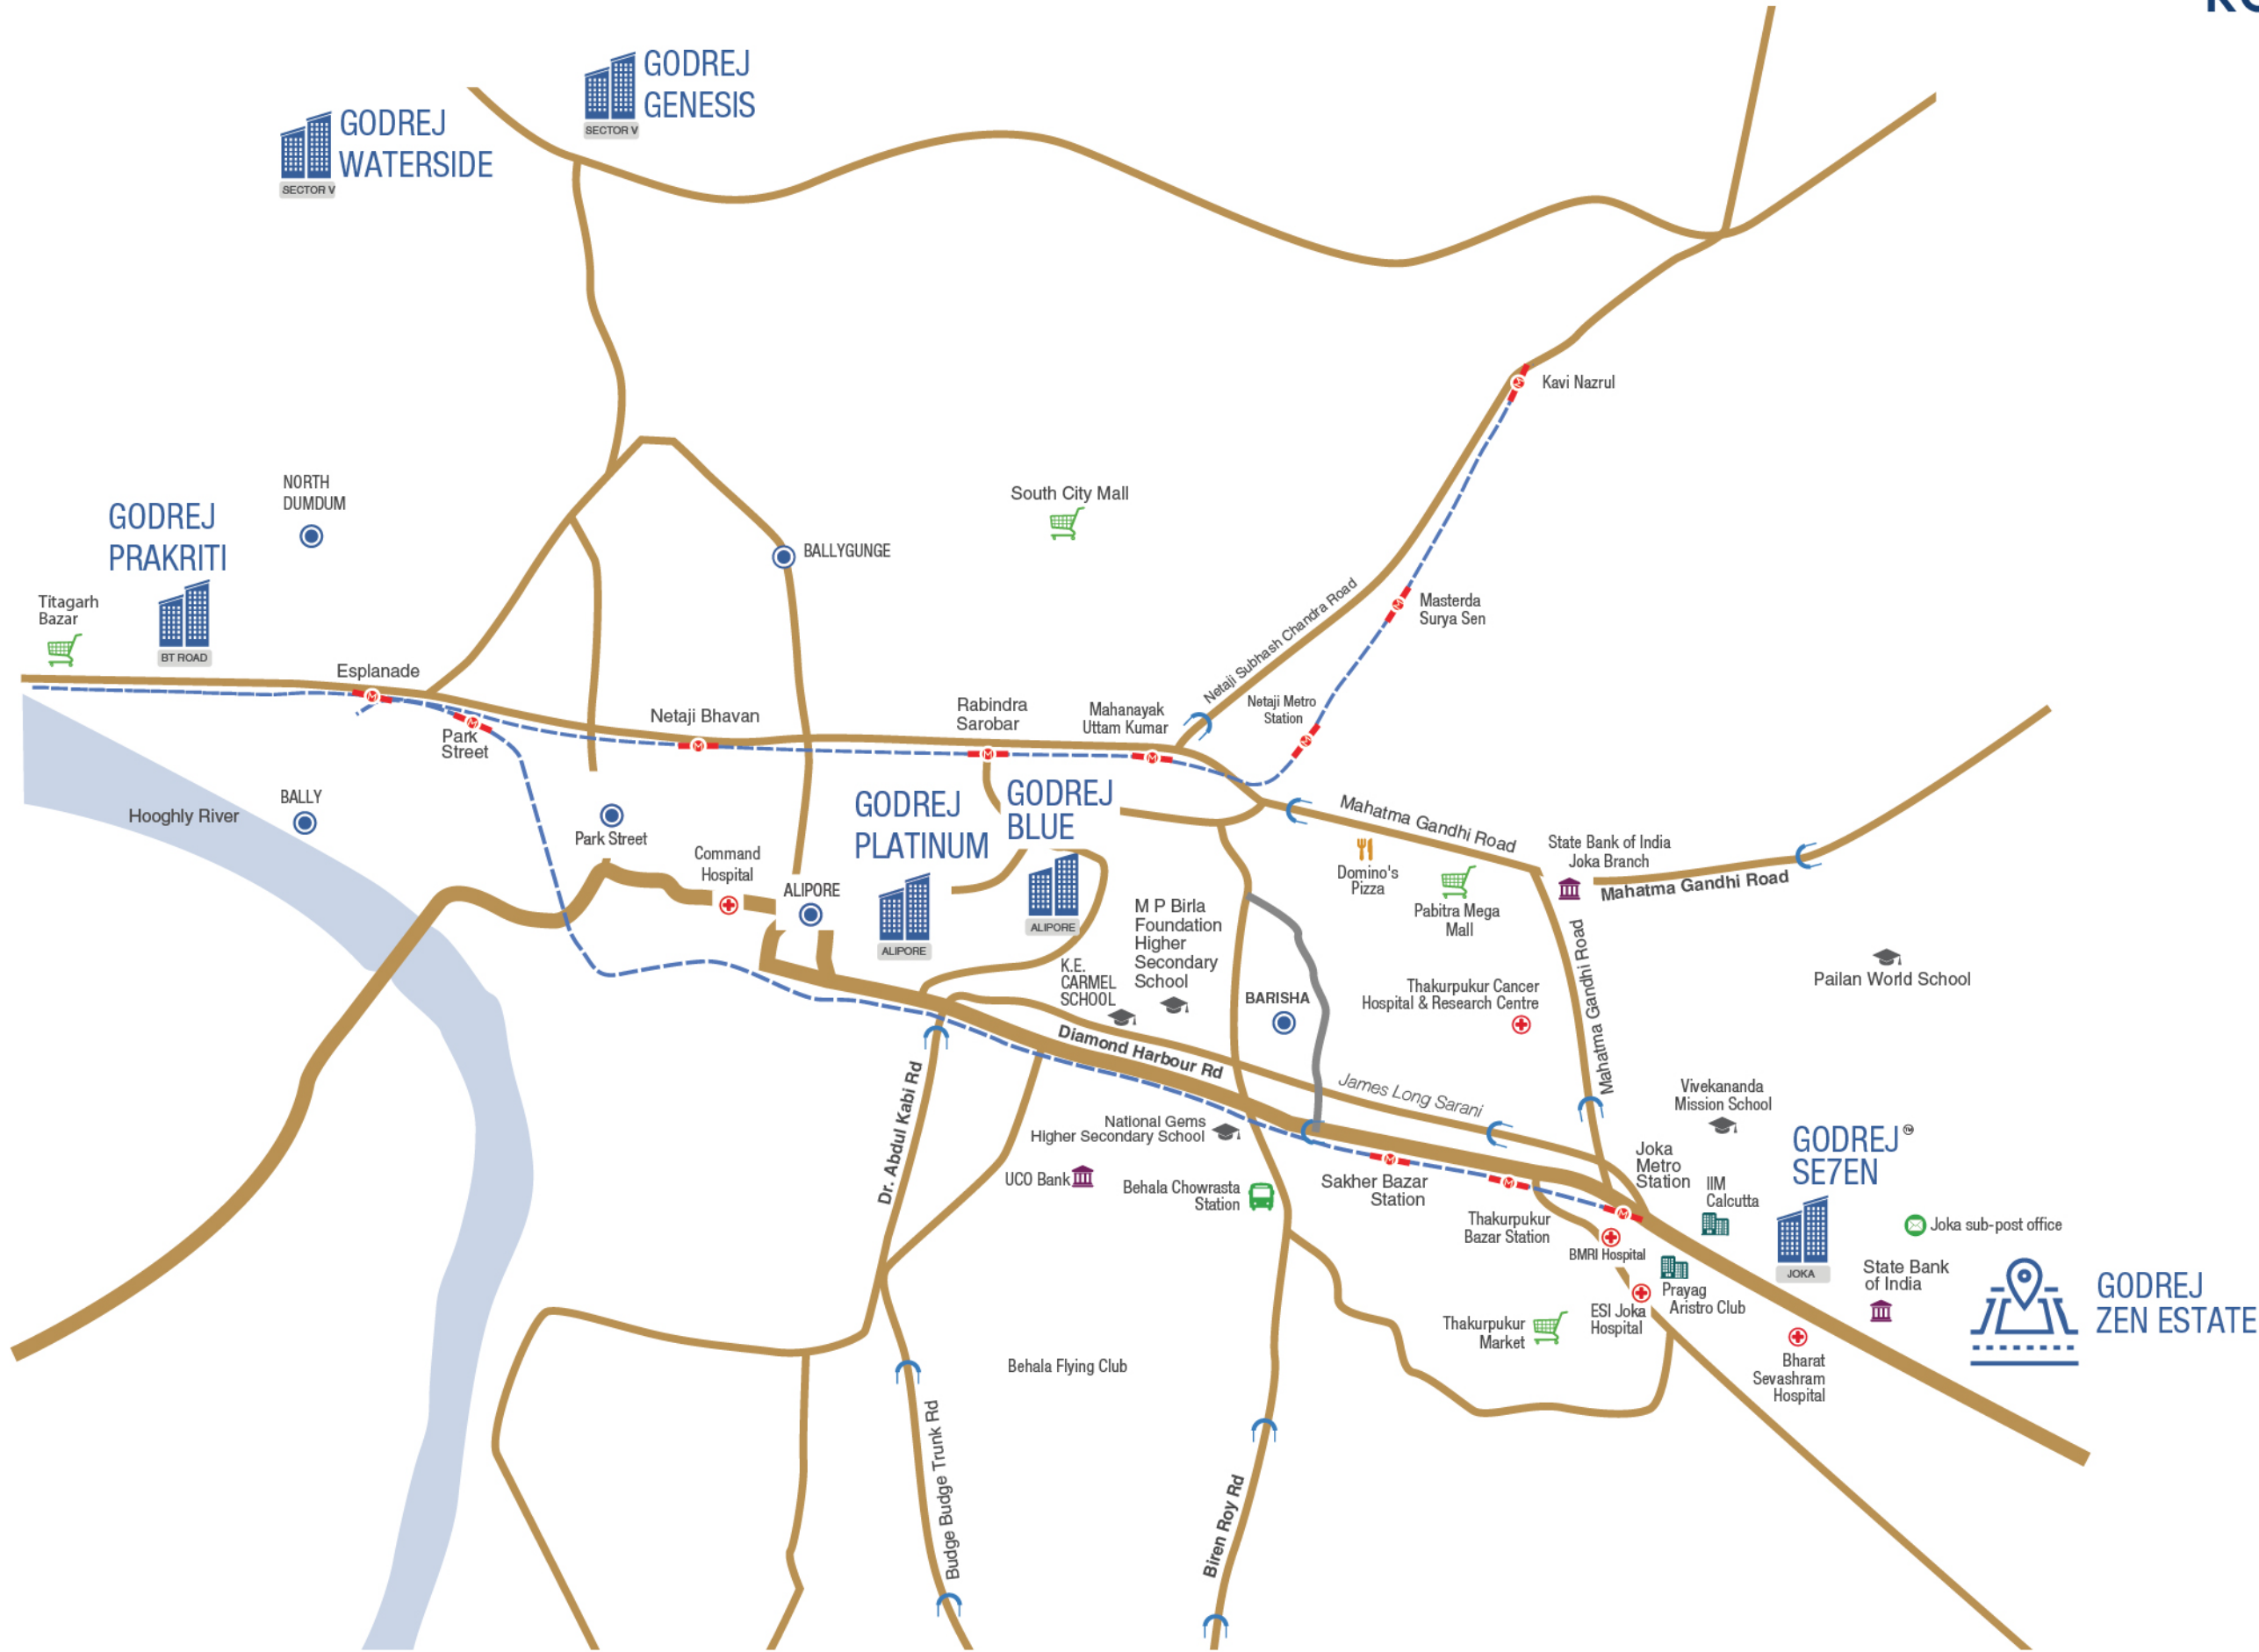 GODREJ
GENESIS
SECTOR V
GODREJ
WATERSIDE
SECTOR V
Kavi Nazrul
NORTH
DUMDUM
South City Mall
GODREJ
PRAKRITI
BT ROAD
BALLYGUNGE
Titagarh
Bazar
Netaji Subhash Chandra Road
Masterda
Surya Sen
Esplanade
Park
Street
Netaji Bhavan
Rabindra
Sarobar
Mahanayak
Uttam Kumar
Netaji Metro
Station
Hooghly River
BALLY
Park Street
Command
Hospital
ALIPORE
GODREJ
PLATINUM
ALIPORE
GODREJ
BLUE
ALIPORE
Mahatma Gandhi Road
Domino's
Pizza
Pabitra Mega
Mall
State Bank of India
Joka Branch
Mahatma Gandhi Road
M P Birla
Foundation
Higher
Secondary
School
K.E.
CARMEL
SCHOOL
BARISHA
Thakurpukur Cancer
Hospital & Research Centre
Mahatma Gandhi Road
Pailan World School
Diamond Harbour Rd
James Long Sarani
Vivekananda
Mission School
Dr. Abdul Kabi Rd
National Gems
Higher Secondary School
UCO Bank
Behala Chowrasta
Station
Sakher Bazar
Station
Thakurpukur
Bazar Station
Joka
Metro
Station
IIM
Calcutta
GODREJ™
SE7EN
JOKA
BMRI Hospital
Prayag
Aristro Club
ESI Joka
Hospital
Thakurpukur
Market
Joka sub-post office
State Bank
of India
GODREJ
ZEN ESTATE
Bharat
Sevashram
Hospital
Behala Flying Club
Budge Budge Trunk Rd
Biren Roy Rd